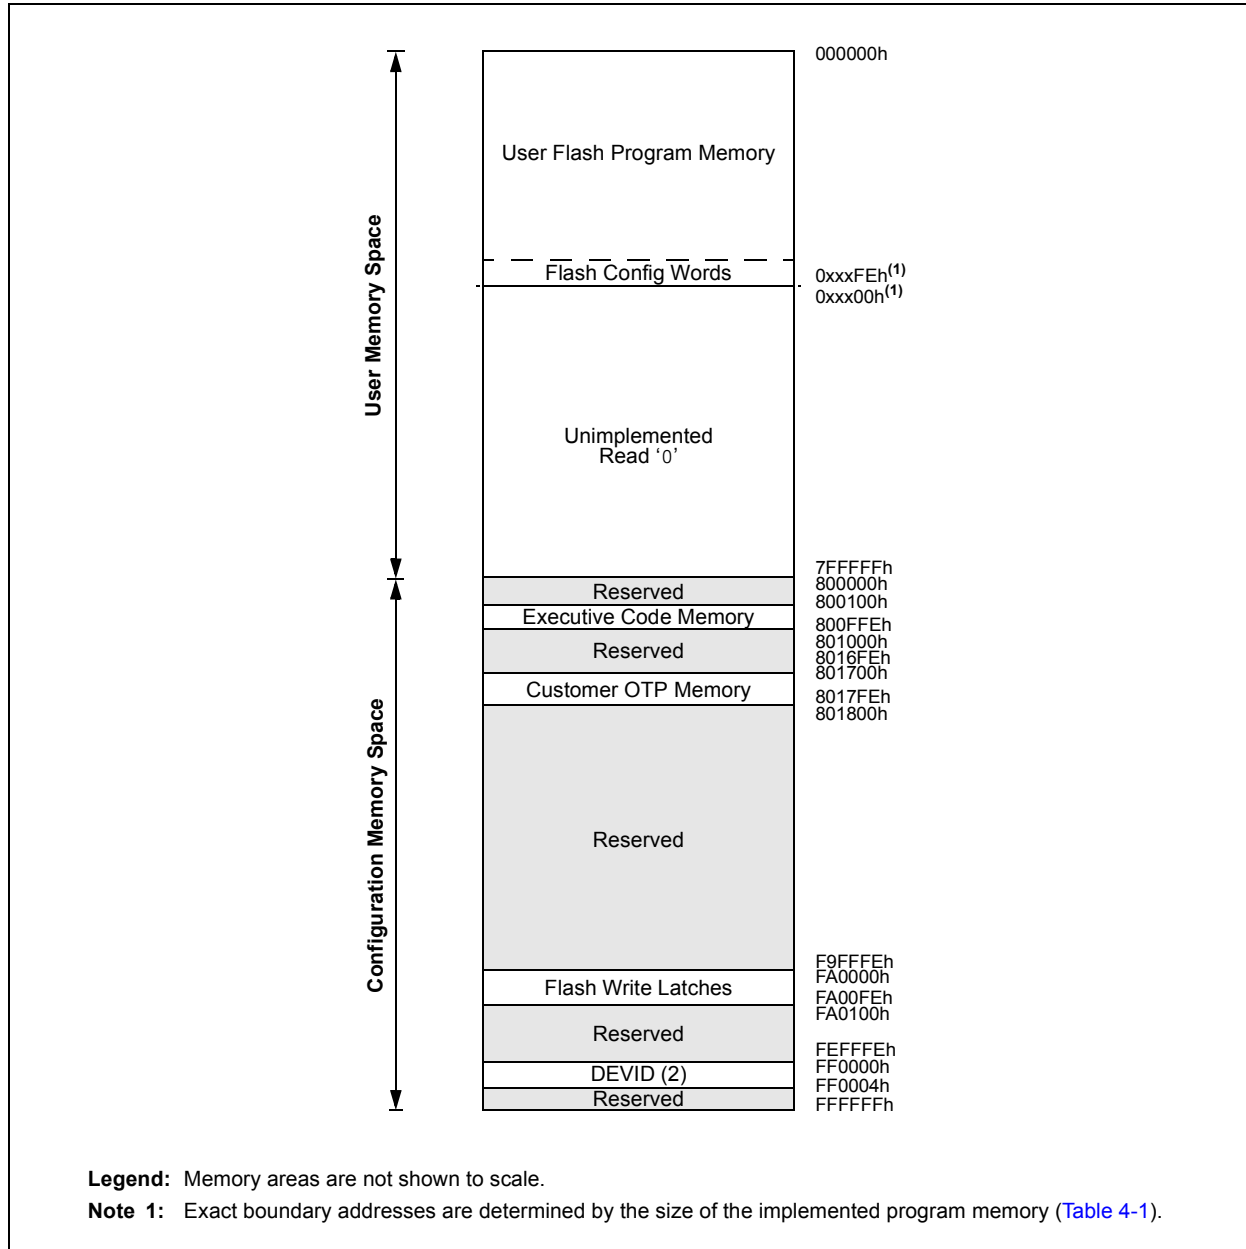 000000h
User Flash Program Memory
Flash Config Words
0xxxFEh(1)
0xxx00h(1)
User Memory Space
Unimplemented
Read ‘0’
7FFFFFh
800000h
Reserved
800100h
Executive Code Memory
800FFEh
801000h
Reserved
8016FEh
801700h
Customer OTP Memory
8017FEh
801800h
Configuration Memory Space
Reserved
F9FFFEh
FA0000h
Flash Write Latches
FA00FEh
FA0100h
Reserved
FEFFFEh
FF0000h
DEVID (2)
FF0004h
Reserved
FFFFFFh
Legend: Memory areas are not shown to scale.
Note 1: Exact boundary addresses are determined by the size of the implemented program memory (Table 4-1).